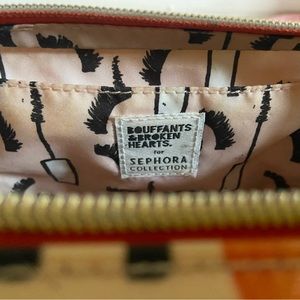 BOUFFANTS
&BROKEN
HEARTS.
for
SEPHORA
COLLECTION